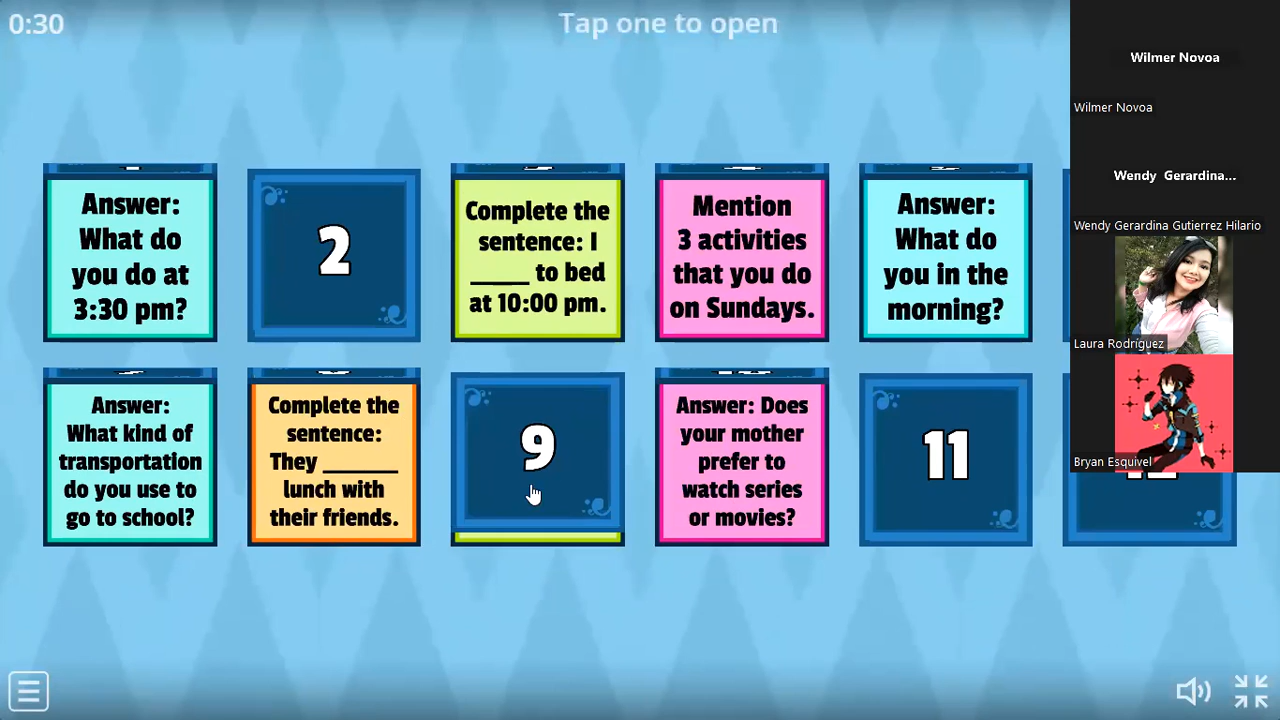 0:30
Tap one to open
Wilmer Novoa
Wilmer Novoa
Wendy Gerardina...
Wendy Gerardina Gutierrez Hilario
Laura Rodríguez
Bryan Esquivel
Answer:
What do
you do at
3:30 pm?
2
Complete the
sentence: I
_____ to bed
at 10:00 pm.
Mention
3 activities
that you do
on Sundays.
Answer:
What do
you in the
morning?
Answer:
What kind of
transportation
do you use to
go to school?
Complete the
sentence:
They ______
lunch with
their friends.
9
Answer: Does
your mother
prefer to
watch series
or movies?
11